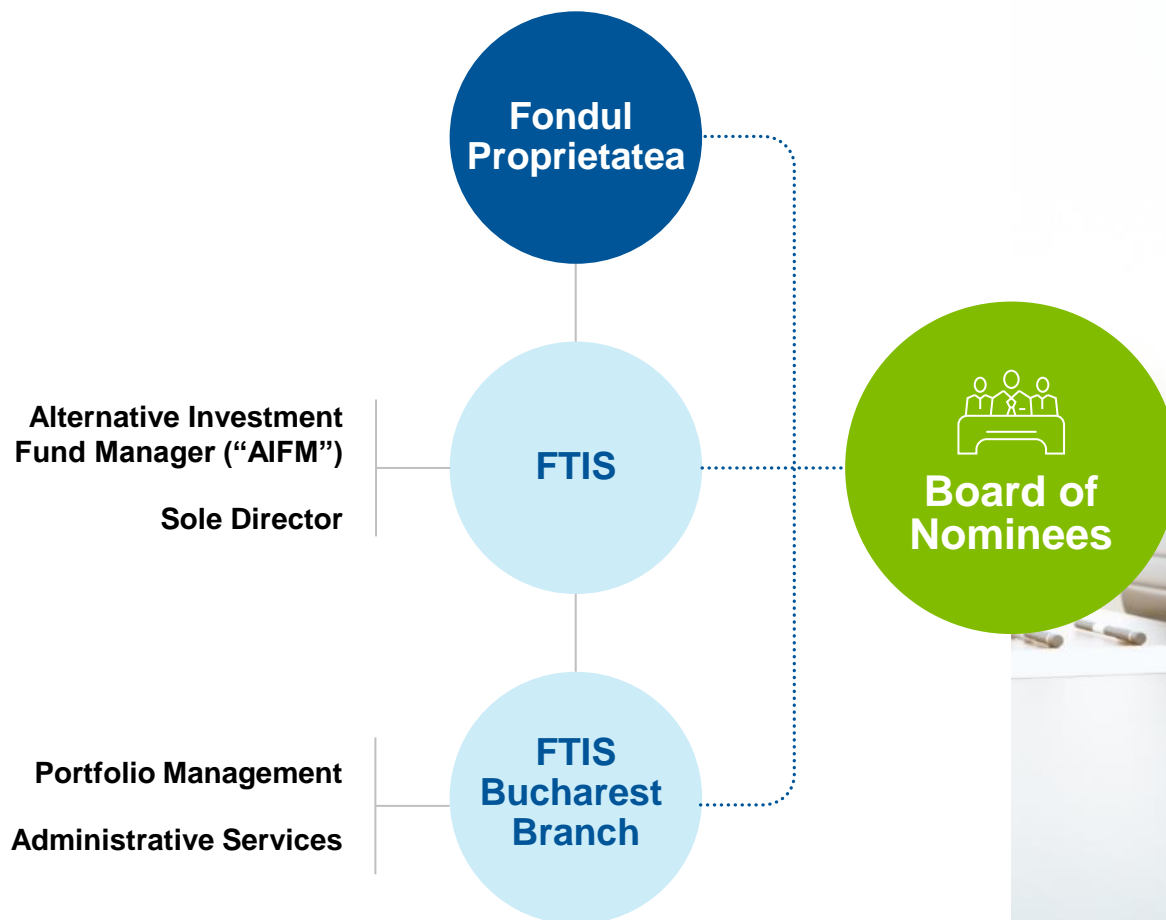 Fondul
Proprietatea
Alternative Investment
Fund Manager (“AIFM”)
Sole Director
FTIS
Board of
Nominees
Portfolio Management
Administrative Services
FTIS
Bucharest
Branch